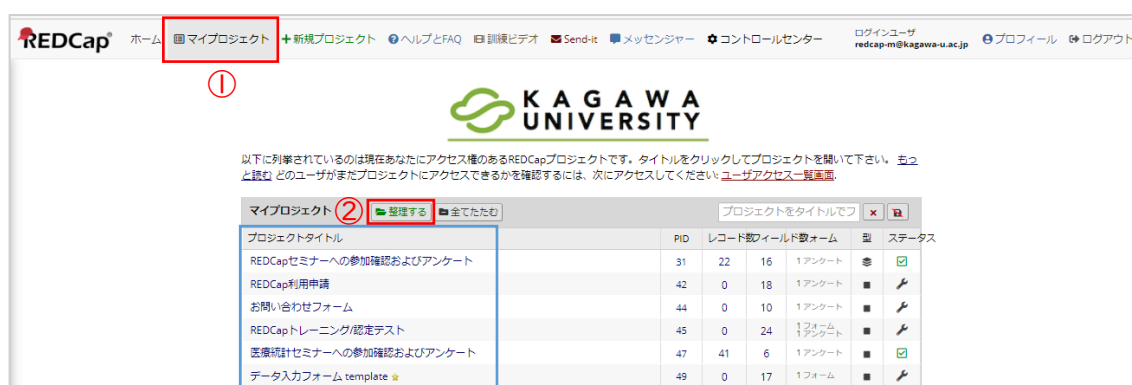 REDCap® ホーム マイプロジェクト +新規プロジェクト ヘルプとFAQ 訓練ビデオ Send-it メッセンジャー コントロールセンター ログインユーザ プロフィール ログアウト
redcap-m@kagawa-u.ac.jp
①
KAGAWA
UNIVERSITY
以下に列挙されているのは現在あなたにアクセス権のあるREDCapプロジェクトです。タイトルをクリックしてプロジェクトを開いて下さい。 もっ
と読む どのユーザがまだプロジェクトにアクセスできるかを確認するには、次にアクセスしてください: ユーザアクセス一覧画面.
マイプロジェクト ② 整理する 全てたたむ プロジェクトをタイトルでフ
プロジェクトタイトル PID レコード数 フィールド数 ォーム 型 ステータス
REDCapセミナーへの参加確認およびアンケート 31 22 16 1アンケート
REDCap利用申請 42 0 18 1アンケート
お問い合わせフォーム 44 0 10 1アンケート
REDCapトレーニング/認定テスト 45 0 24 1フォーム 1アンケート
医療統計セミナーへの参加確認およびアンケート 47 41 6 1アンケート
データ入力フォーム template 49 0 17 1フォーム